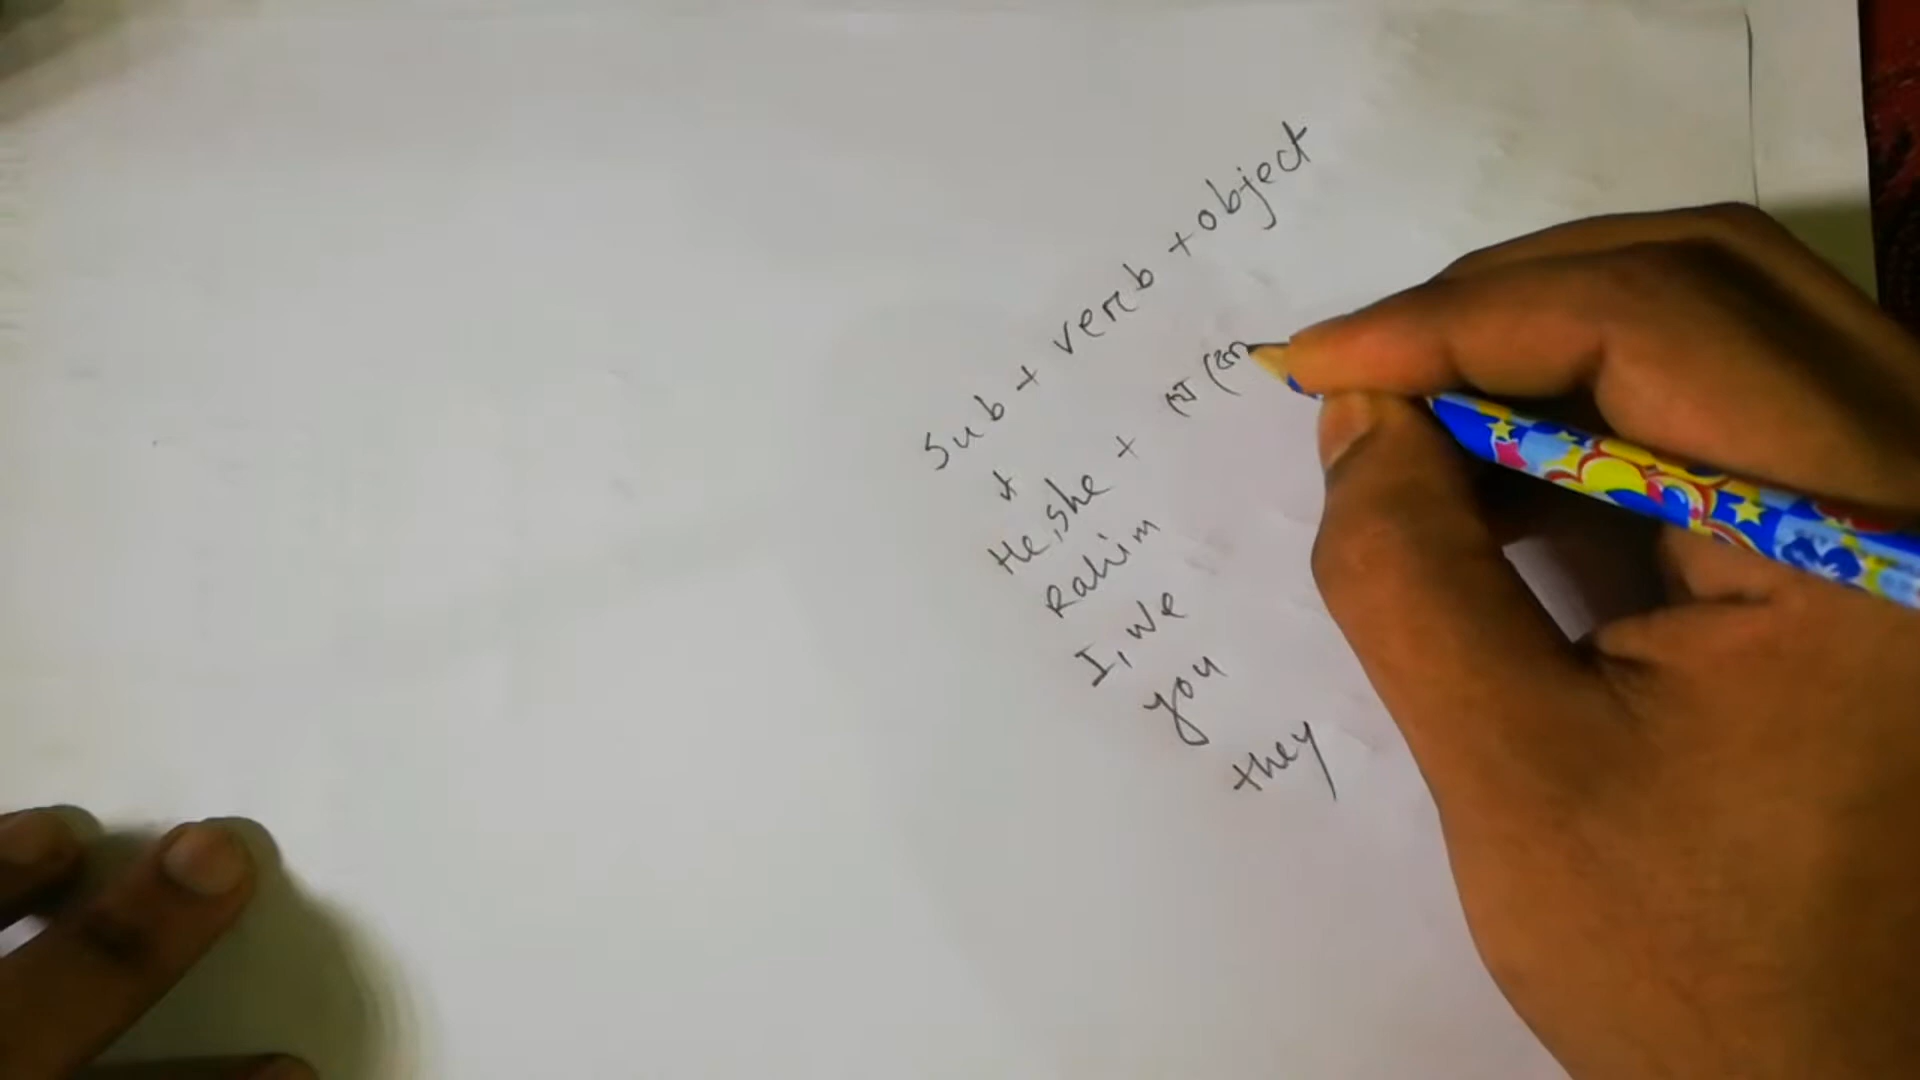 Sub + verb + object
He, she +
Rahim
I, we
you
they